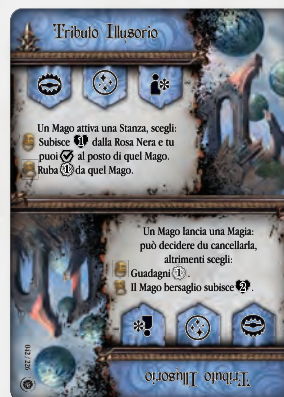 Tributo Illusorio
Un Mago attiva una Stanza, scegli:
Subisce 1 dalla Rosa Nera e tu
puoi al posto di quel Mago.
Ruba 1 da quel Mago.
Un Mago lancia una Magia:
può decidere du cancellarla,
altrimenti scegli:
Guadagni 1.
Il Mago bersaglio subisce 2.
Tributo Illusorio